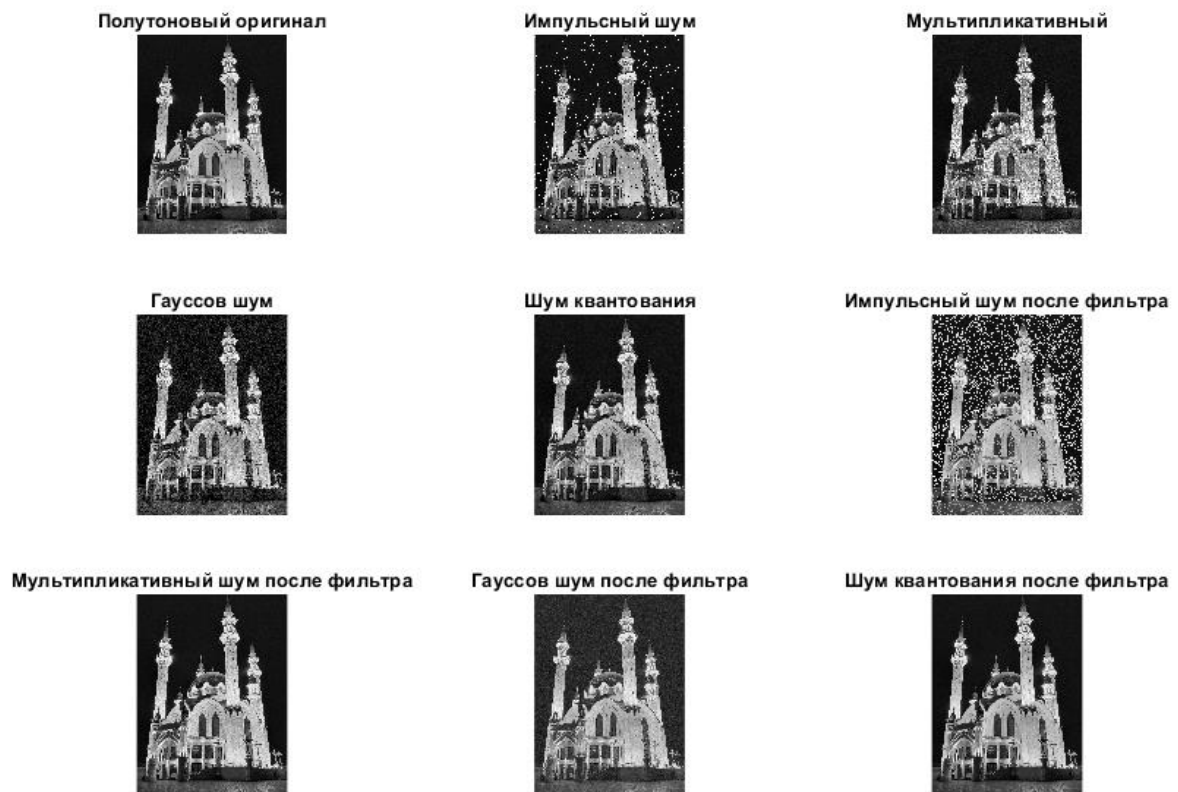 Полутоновый оригинал
Импульсный шум
Мультипликативный
Гауссов шум
Шум квантования
Импульсный шум после фильтра
Мультипликативный шум после фильтра
Гауссов шум после фильтра
Шум квантования после фильтра